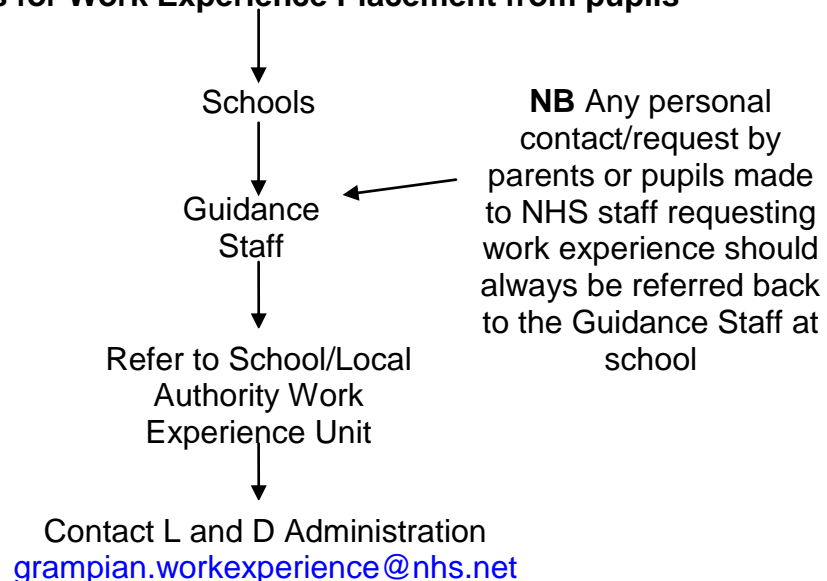 for Work Experience Placement from pupils
Schools
Guidance
Staff
Refer to School/Local
Authority Work
Experience Unit
Contact L and D Administration
grampian.workexperience@nhs.net
NB Any personal
contact/request by
parents or pupils made
to NHS staff requesting
work experience should
always be referred back
to the Guidance Staff at
school